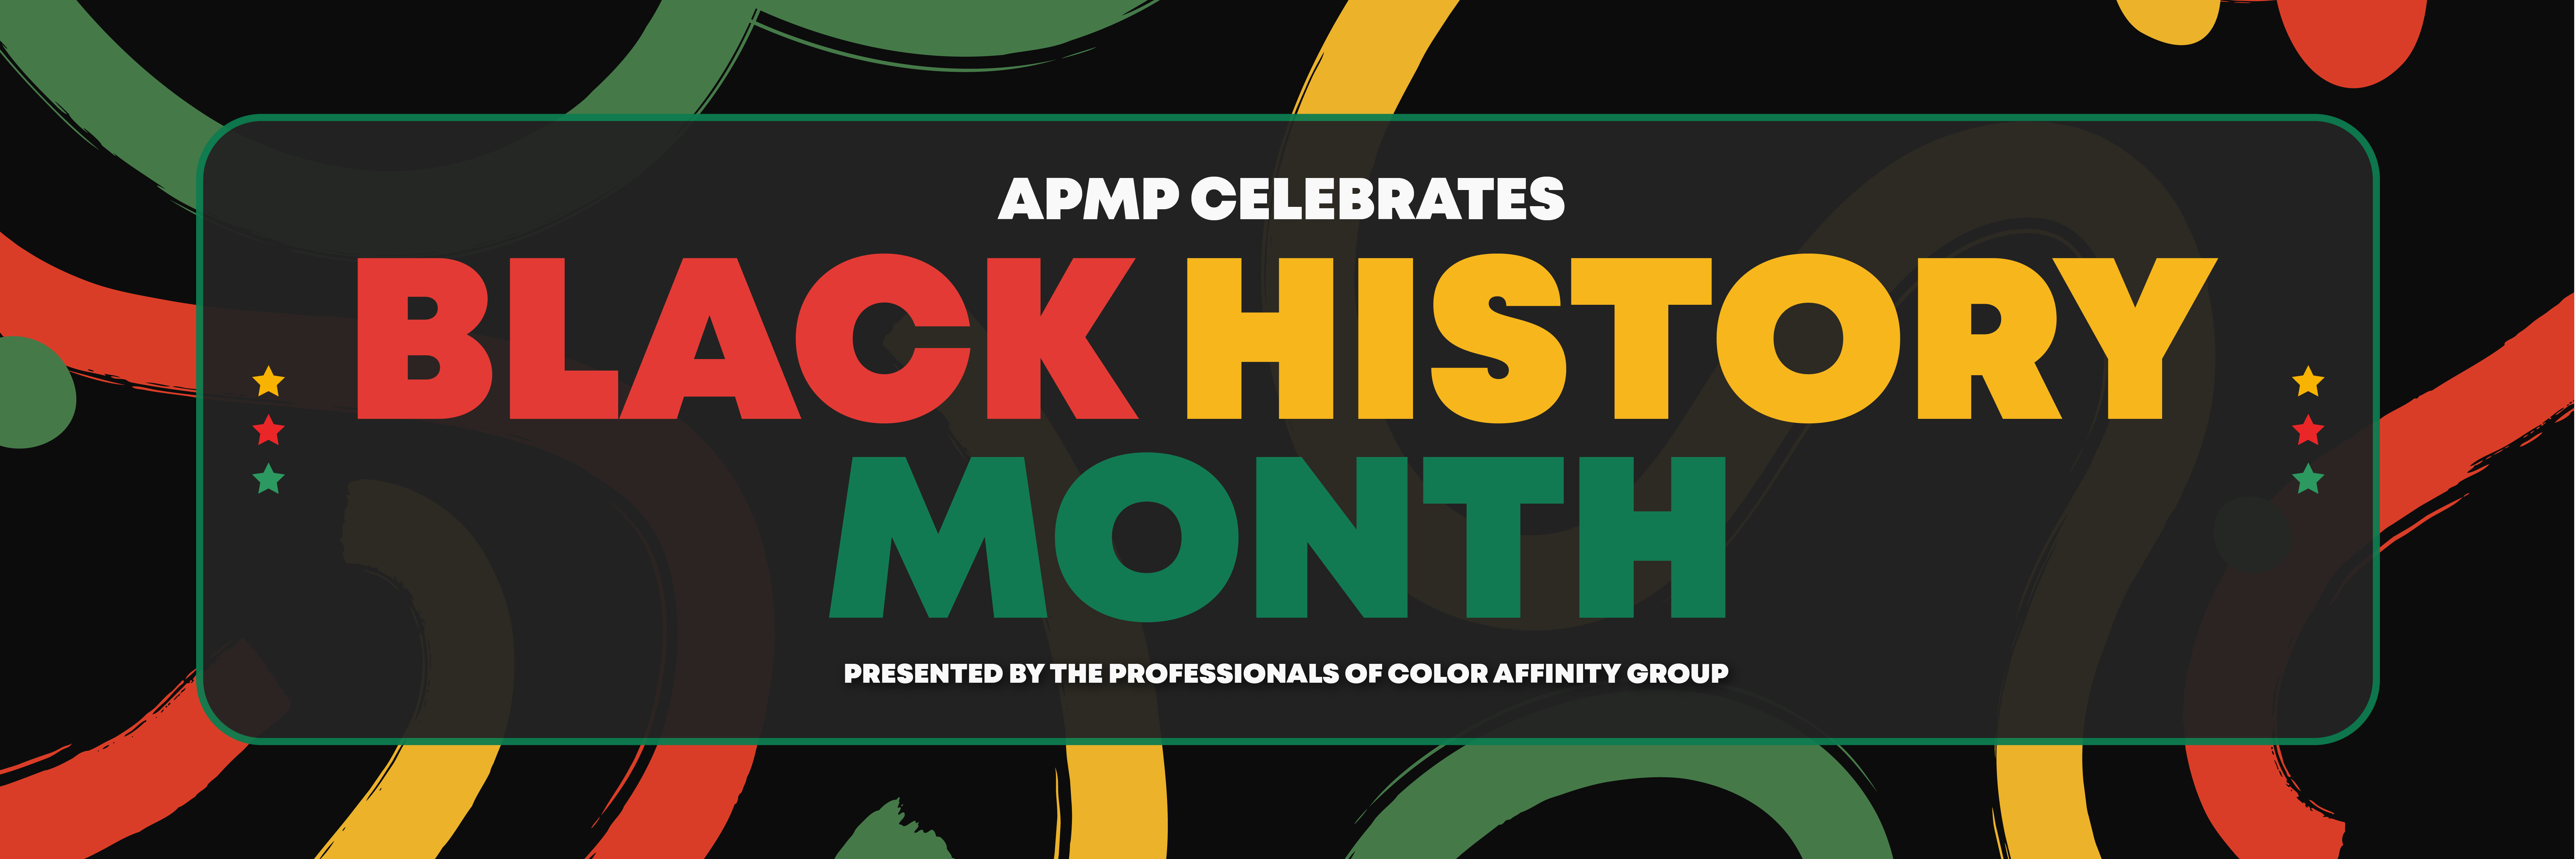 APMP CELEBRATES
BLACK HISTORY
MONTH
PRESENTED BY THE PROFESSIONALS OF COLOR AFFINITY GROUP